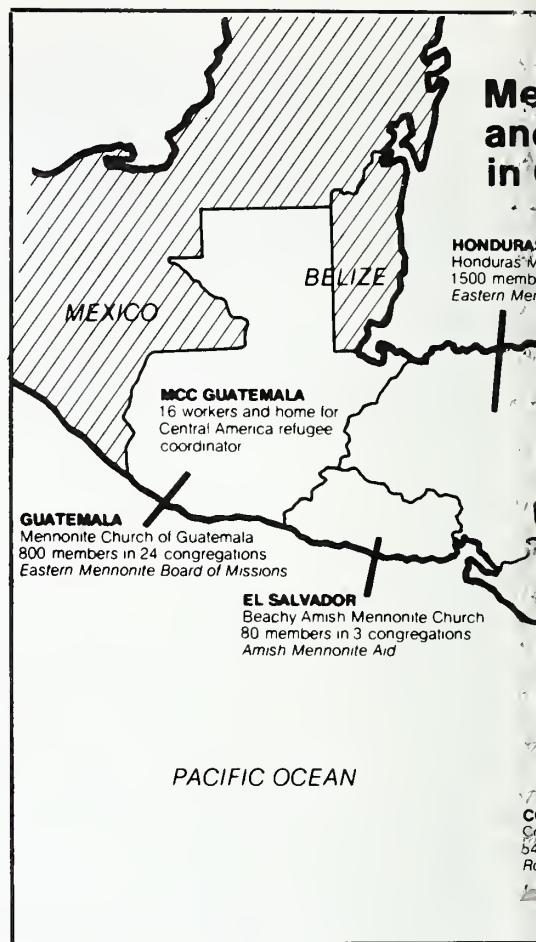 Me
and
in
HONDURAS
Honduras M
1500 memb
Eastern Men
BELIZE
MEXICO
MCC GUATEMALA
16 workers and home for
Central America refugee
coordinator
GUATEMALA
Mennonite Church of Guatemala
800 members in 24 congregations
Eastern Mennonite Board of Missions
EL SALVADOR
Beachy Amish Mennonite Church
80 members in 3 congregations
Amish Mennonite Aid
PACIFIC OCEAN